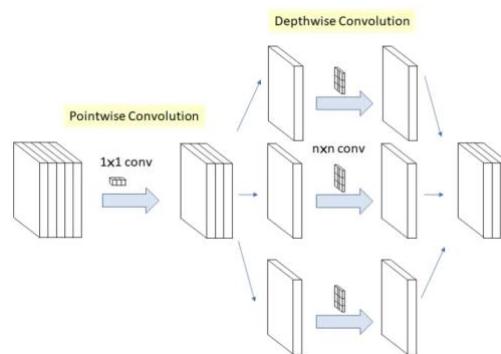 Depthwise Convolution
Pointwise Convolution
1x1 conv
nxn conv